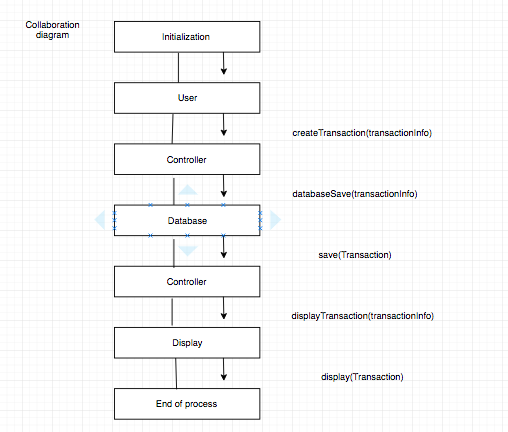 Collaboration
diagram
Initialization
User
createTransaction(transactionInfo)
Controller
databaseSave(transactionInfo)
Database
save(Transaction)
Controller
displayTransaction(transactionInfo)
Display
display(Transaction)
End of process